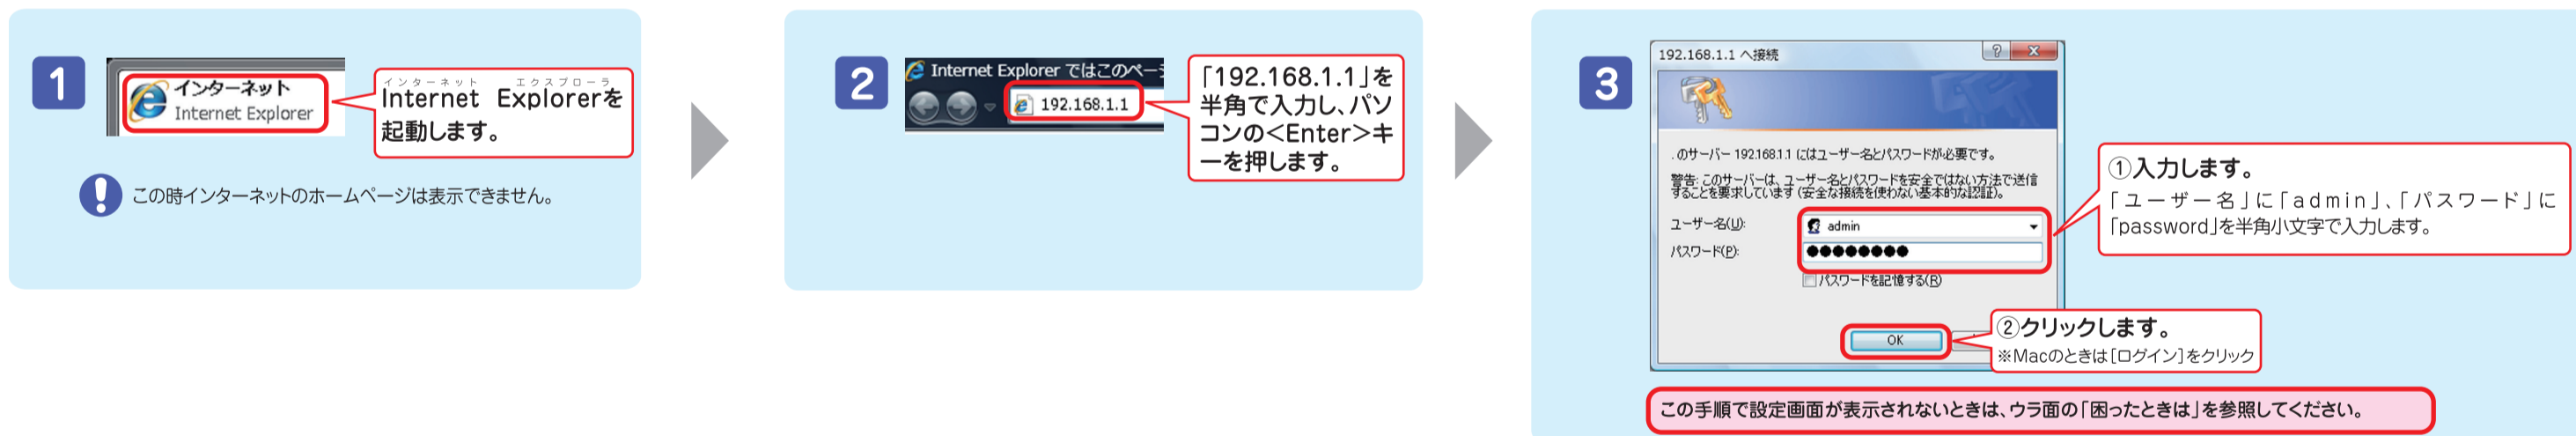 1
インターネット
Internet Explorer
インターネット エクスプローラ
Internet Explorerを
起動します。
この時インターネットのホームページは表示できません。
2
Internet Explorer ではこのペー
192.168.1.1
「192.168.1.1」を
半角で入力し、パソ
コンの<Enter>キ
ーを押します。
3
192.168.1.1 へ接続
.のサーバー 192.168.1.1 にはユーザー名とパスワードが必要です。
警告: このサーバーは、ユーザー名とパスワードを安全ではない方法で送信
することを要求しています (安全な接続を使わない基本的な認証)。
ユーザー名(U):
admin
パスワード(P):
●●●●●●●●
パスワードを記憶する(R)
OK
①入力します。
「ユーザー名」に「admin」、「パスワード」に
「password」を半角小文字で入力します。
②クリックします。
※Macのときは[ログイン]をクリック
この手順で設定画面が表示されないときは、ウラ面の「困ったときは」を参照してください。